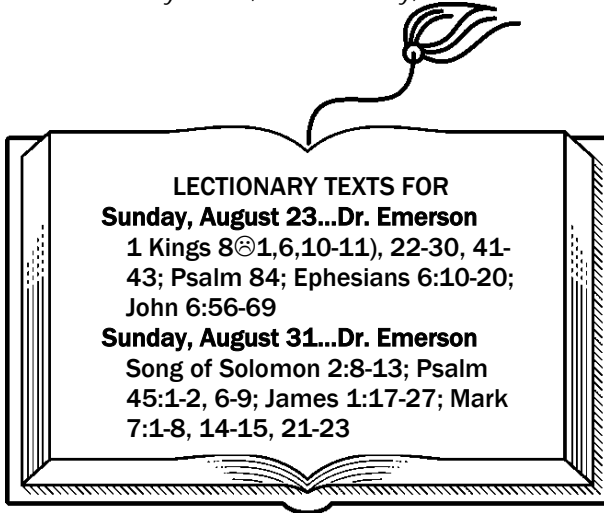 LECTIONARY TEXTS FOR
Sunday, August 23...Dr. Emerson
1 Kings 8☹1,6,10-11), 22-30, 41-
43; Psalm 84; Ephesians 6:10-20;
John 6:56-69
Sunday, August 31...Dr. Emerson
Song of Solomon 2:8-13; Psalm
45:1-2, 6-9; James 1:17-27; Mark
7:1-8, 14-15, 21-23